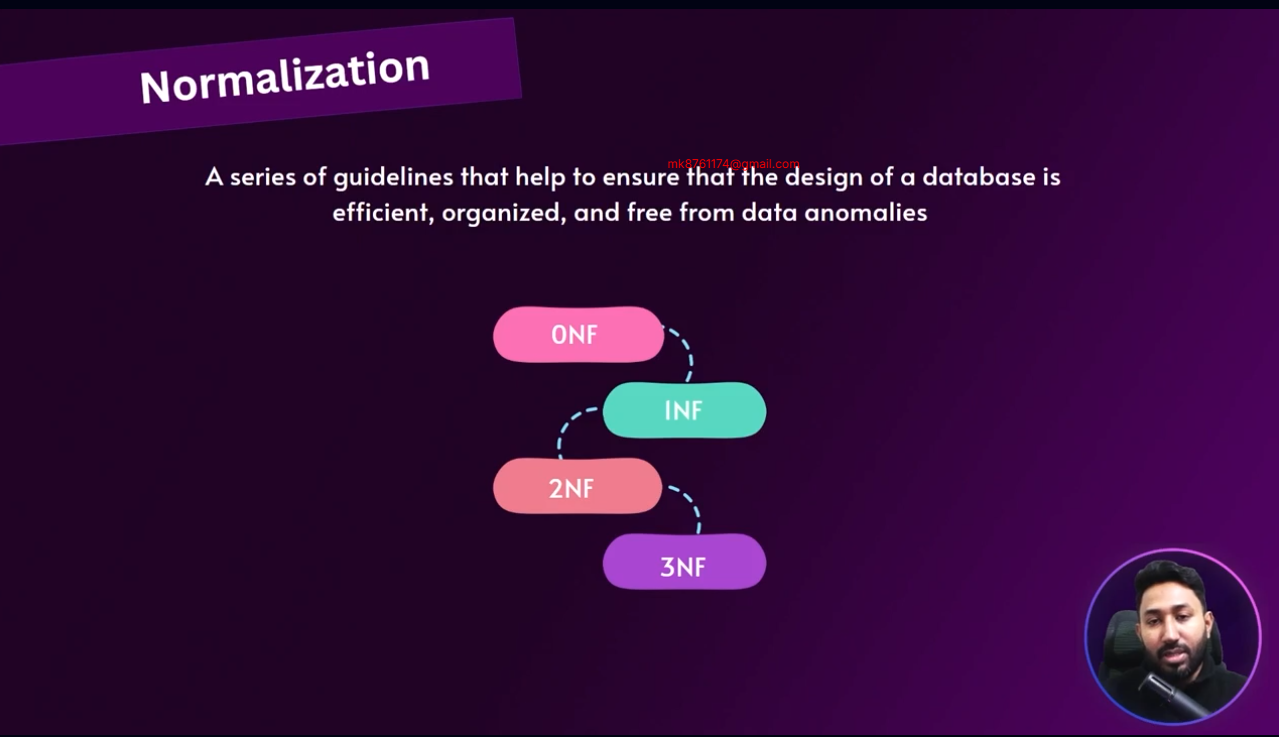 Normalization
mk8761174@gmail.com
A series of guidelines that help to ensure that the design of a database is
efficient, organized, and free from data anomalies
0NF
1NF
2NF
3NF